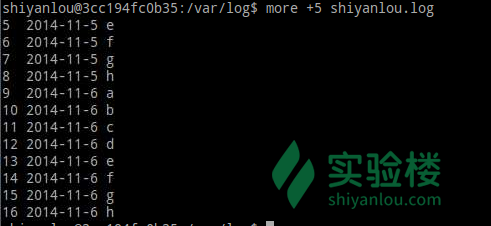 shiyanlou@3cc194fc0b35:/var/log$ more +5 shiyanlou.log
5  2014-11-5 e
6  2014-11-5 f
7  2014-11-5 g
8  2014-11-5 h
9  2014-11-6 a
10 2014-11-6 b
11 2014-11-6 c
12 2014-11-6 d
13 2014-11-6 e
14 2014-11-6 f
15 2014-11-6 g
16 2014-11-6 h
实验楼
shiyanlou.com